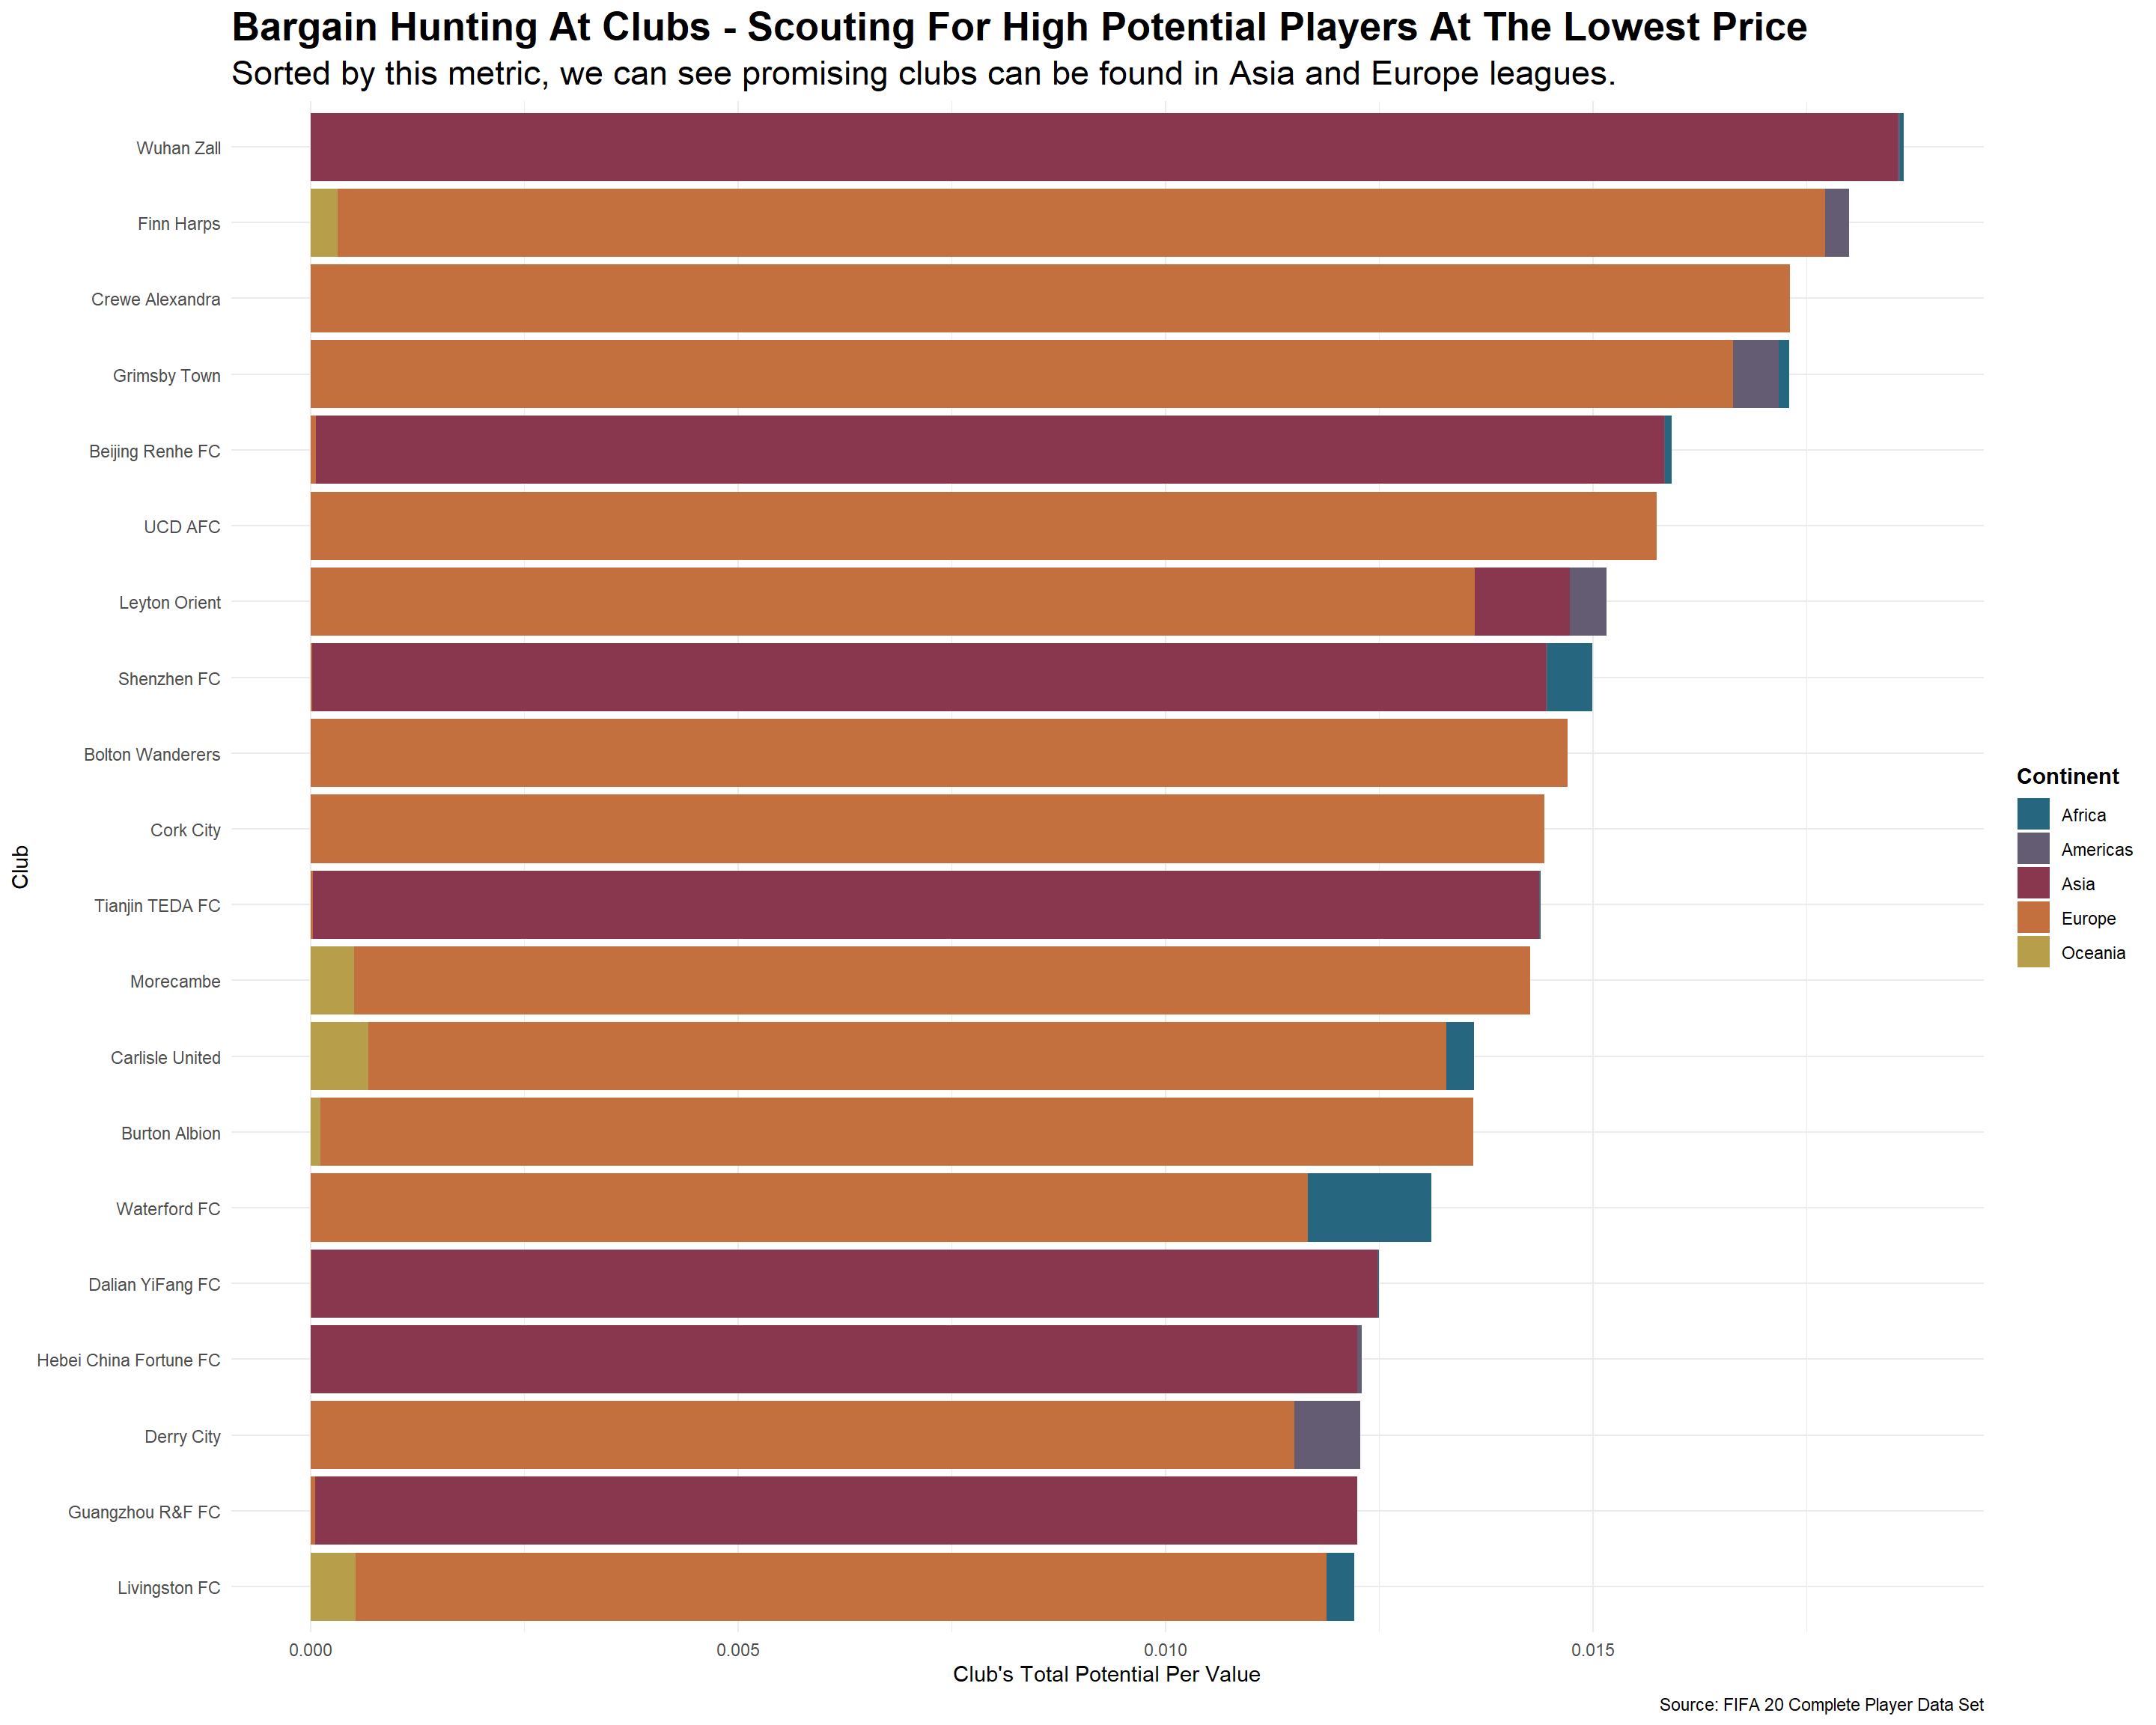 Bargain Hunting At Clubs - Scouting For High Potential Players At The Lowest Price
Sorted by this metric, we can see promising clubs can be found in Asia and Europe leagues.
Club
Wuhan Zall
Finn Harps
Crewe Alexandra
Grimsby Town
Beijing Renhe FC
UCD AFC
Leyton Orient
Shenzhen FC
Bolton Wanderers
Cork City
Tianjin TEDA FC
Morecambe
Carlisle United
Burton Albion
Waterford FC
Dalian YiFang FC
Hebei China Fortune FC
Derry City
Guangzhou R&F FC
Livingston FC
0.000 0.005 0.010 0.015
Club's Total Potential Per Value
Continent
Africa
Americas
Asia
Europe
Oceania
Source: FIFA 20 Complete Player Data Set